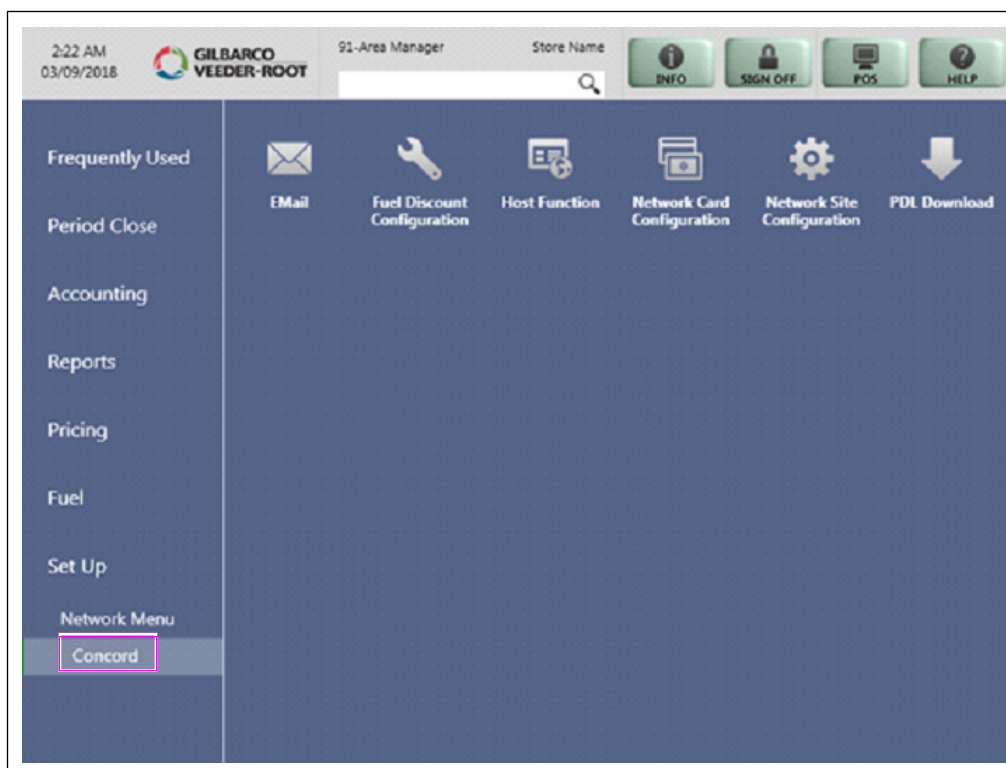 2:22 AM
03/09/2018
GILBARCO
VEEDER-ROOT
91-Area Manager
Store Name
INFO
SIGN OFF
POS
HELP
Frequently Used
Period Close
Accounting
Reports
Pricing
Fuel
Set Up
Network Menu
Concord
EMail
Fuel Discount
Configuration
Host Function
Network Card
Configuration
Network Site
Configuration
PDL Download